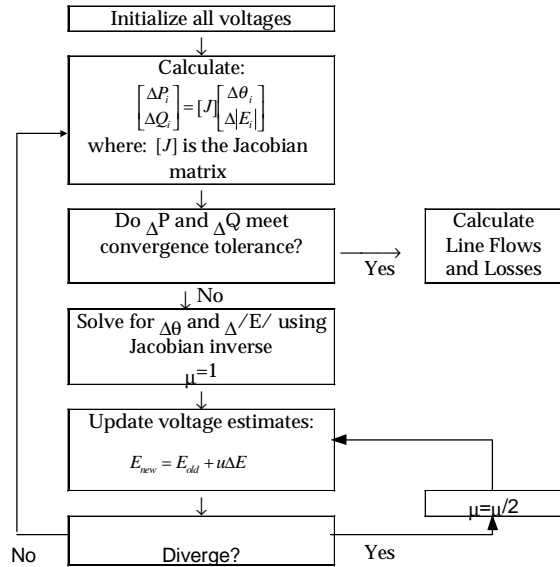 Initialize all voltages
Calculate:
[ΔP_i ΔQ_i] = [J] [Δθ_i Δ|E_i|]
where: [J] is the Jacobian
matrix
Do ΔP and ΔQ meet
convergence tolerance?
Yes
Calculate
Line Flows
and Losses
No
Solve for Δθ and Δ/E/ using
Jacobian inverse
μ=1
Update voltage estimates:
E_new = E_old + uΔE
μ=μ/2
Diverge?
No
Yes